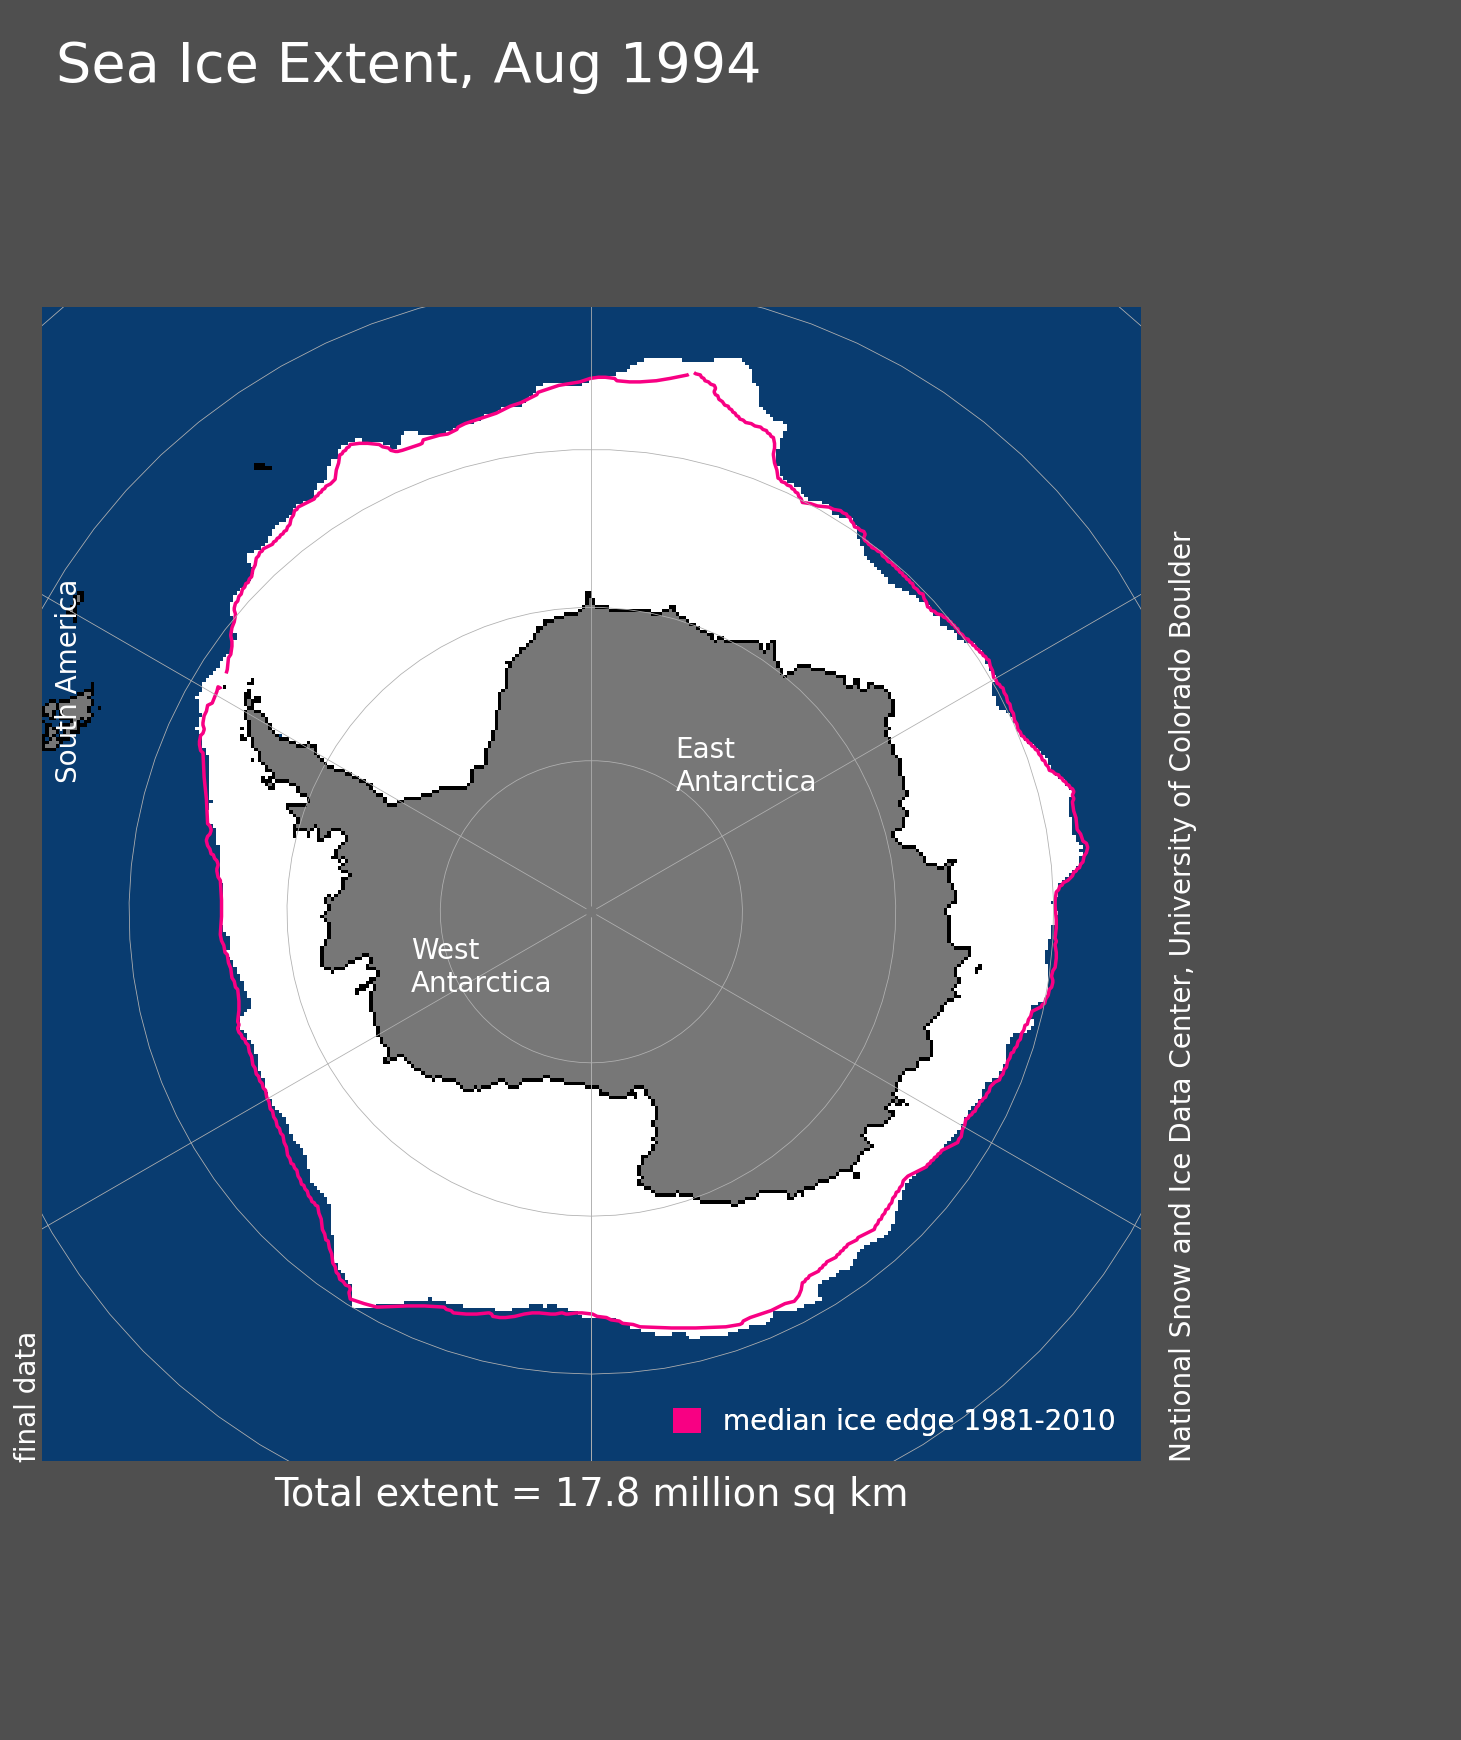 Sea Ice Extent, Aug 1994
South America
East
Antarctica
West
Antarctica
median ice edge 1981-2010
final data
National Snow and Ice Data Center, University of Colorado Boulder
Total extent = 17.8 million sq km